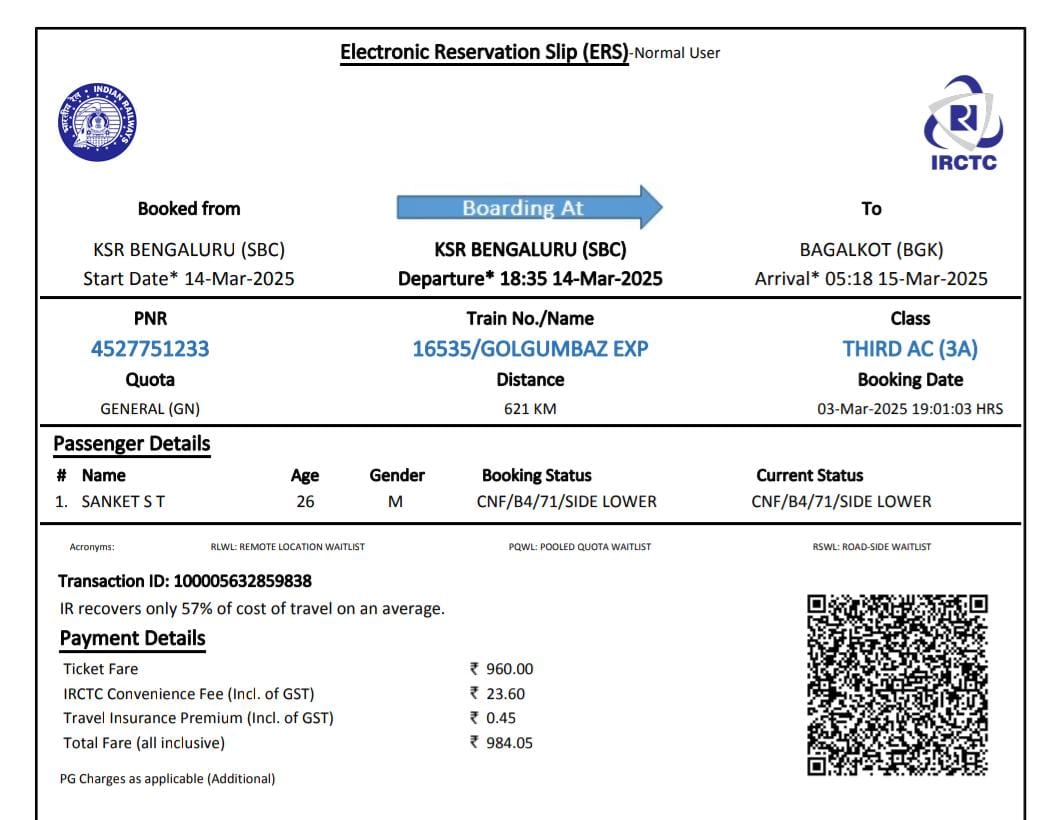 Electronic Reservation Slip (ERS)-Normal User
भारतीय रेल • INDIAN RAILWAYS
IRCTC
Booked from Boarding At To
KSR BENGALURU (SBC) KSR BENGALURU (SBC) BAGALKOT (BGK)
Start Date* 14-Mar-2025 Departure* 18:35 14-Mar-2025 Arrival* 05:18 15-Mar-2025
PNR Train No./Name Class
4527751233 16535/GOLGUMBAZ EXP THIRD AC (3A)
Quota Distance Booking Date
GENERAL (GN) 621 KM 03-Mar-2025 19:01:03 HRS
Passenger Details
# Name Age Gender Booking Status Current Status
1. SANKET S T 26 M CNF/B4/71/SIDE LOWER CNF/B4/71/SIDE LOWER
Acronyms: RLWL: REMOTE LOCATION WAITLIST PQWL: POOLED QUOTA WAITLIST RSWL: ROAD-SIDE WAITLIST
Transaction ID: 100005632859838
IR recovers only 57% of cost of travel on an average.
Payment Details
Ticket Fare ₹ 960.00
IRCTC Convenience Fee (Incl. of GST) ₹ 23.60
Travel Insurance Premium (Incl. of GST) ₹ 0.45
Total Fare (all inclusive) ₹ 984.05
PG Charges as applicable (Additional)